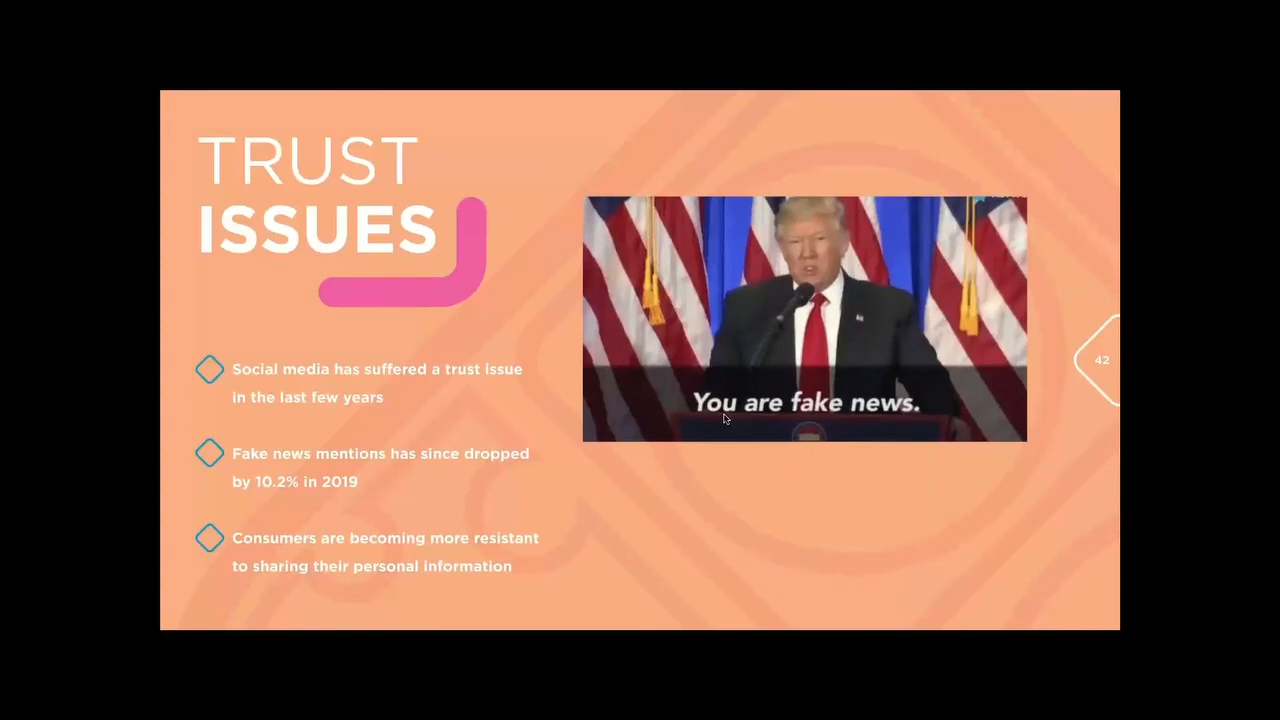 TRUST
ISSUES
Social media has suffered a trust issue
in the last few years
Fake news mentions has since dropped
by 10.2% in 2019
Consumers are becoming more resistant
to sharing their personal information
You are fake news.
42